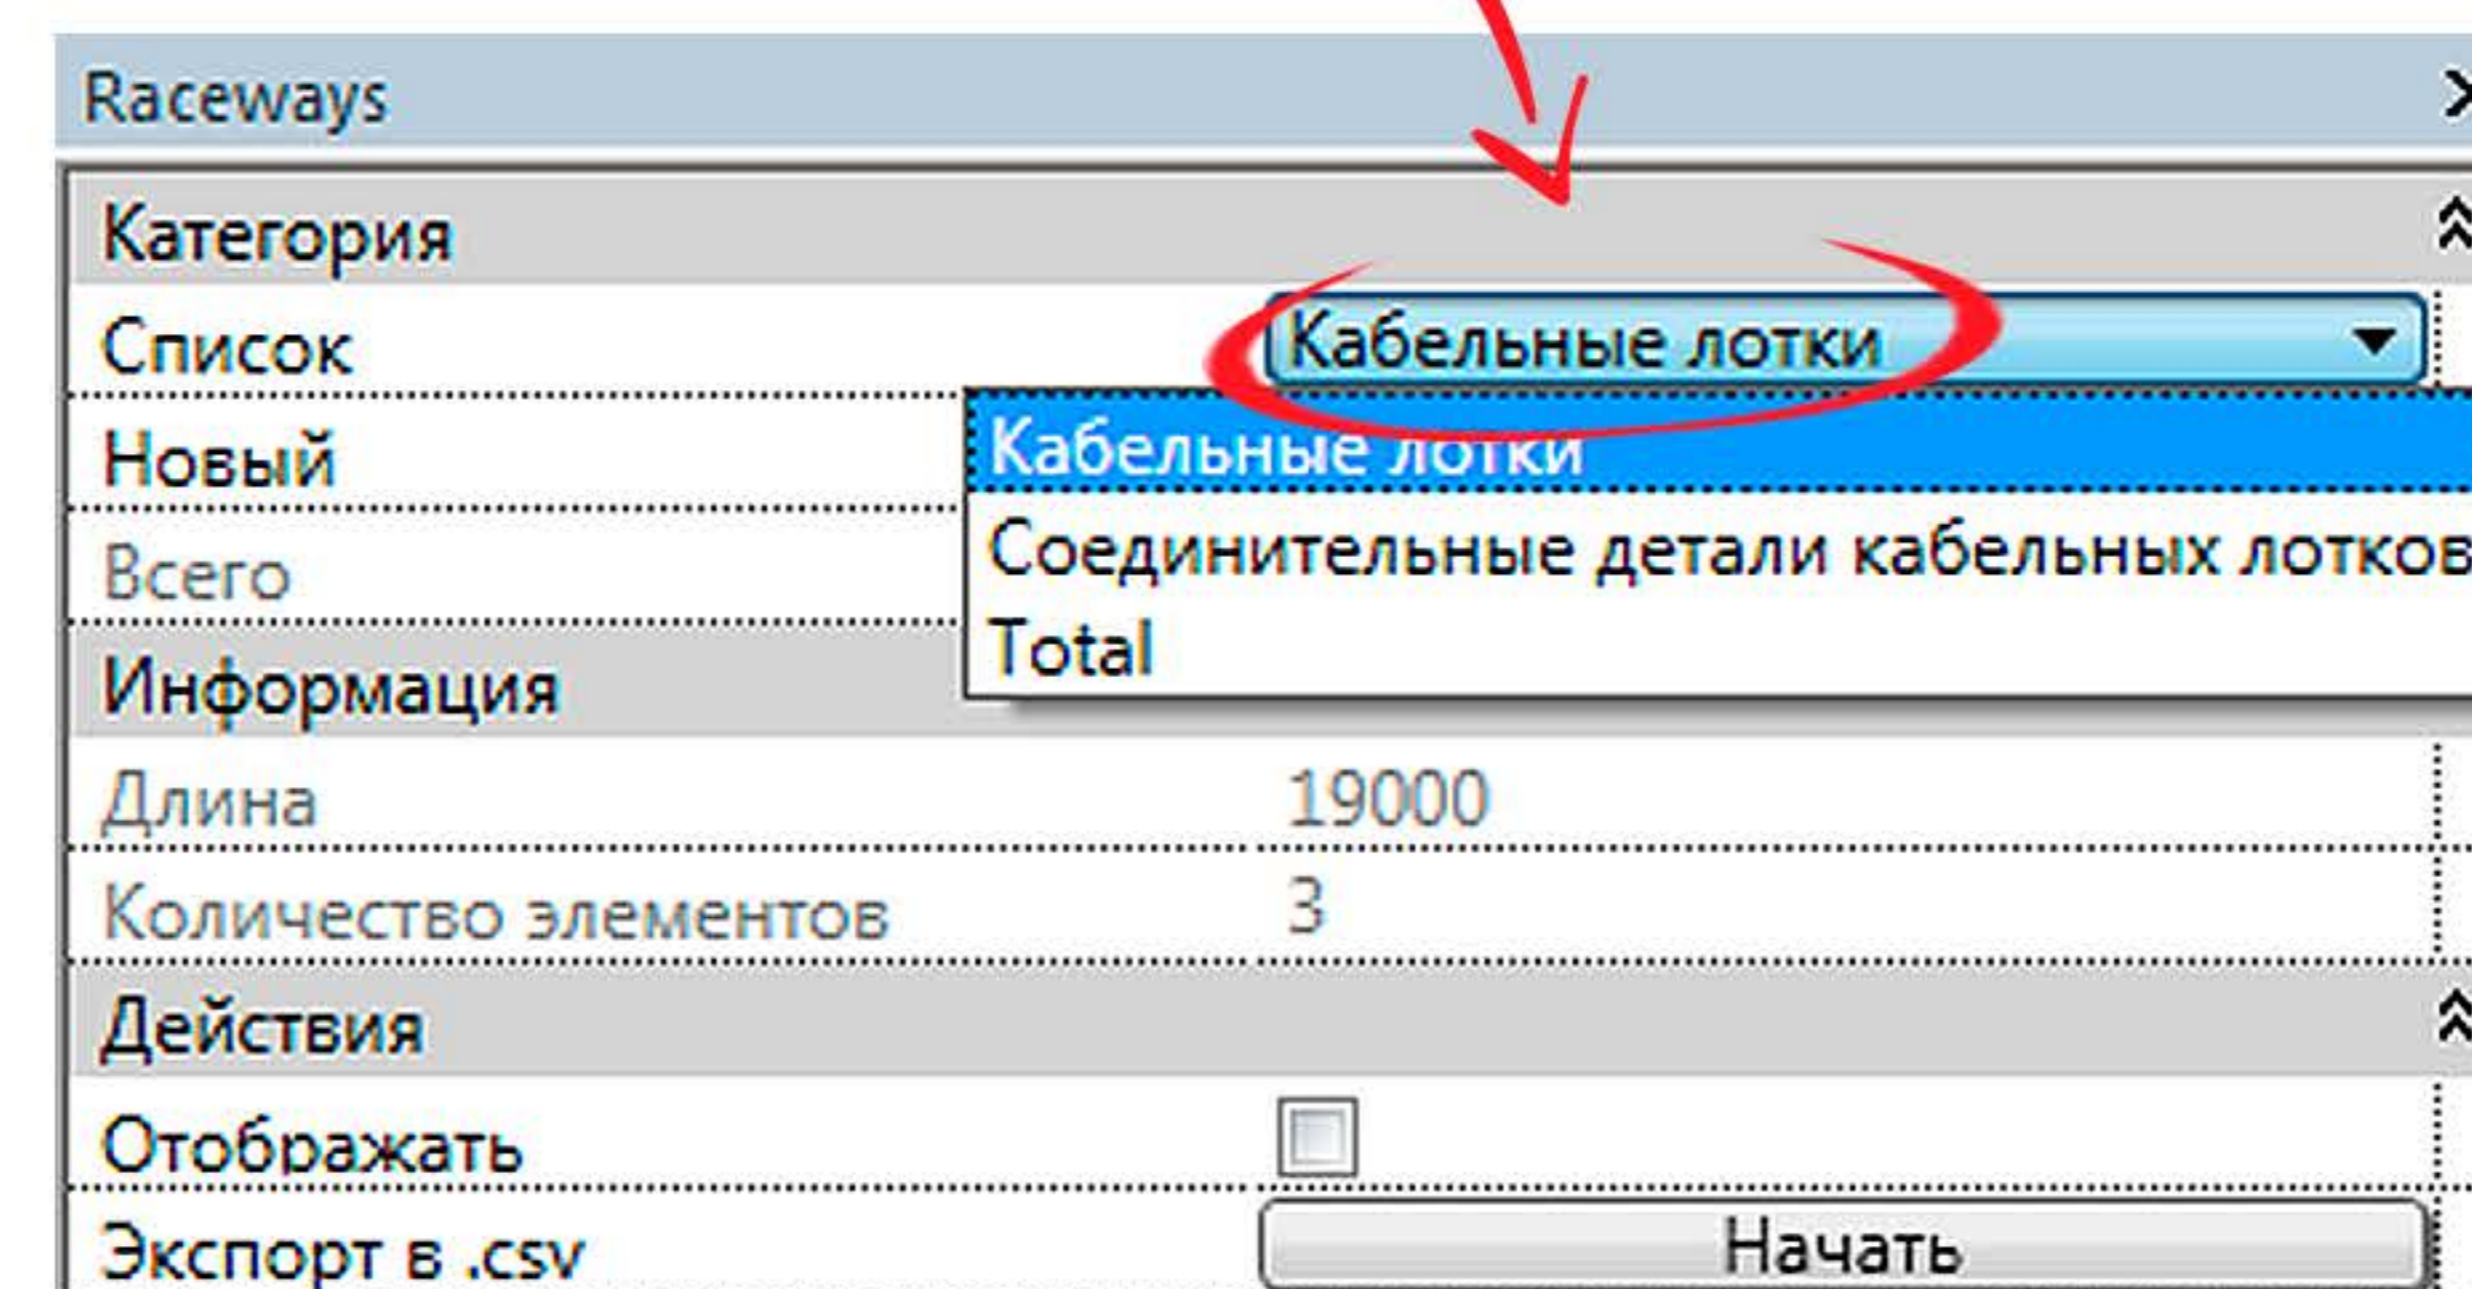 Raceways
Категория
Список Кабельные лотки
Новый Кабельные лотки
Соединительные детали кабельных лотков
Всего
Total
Информация
Длина 19000
Количество элементов 3
Действия
Отображать
Экспорт в .csv Начать